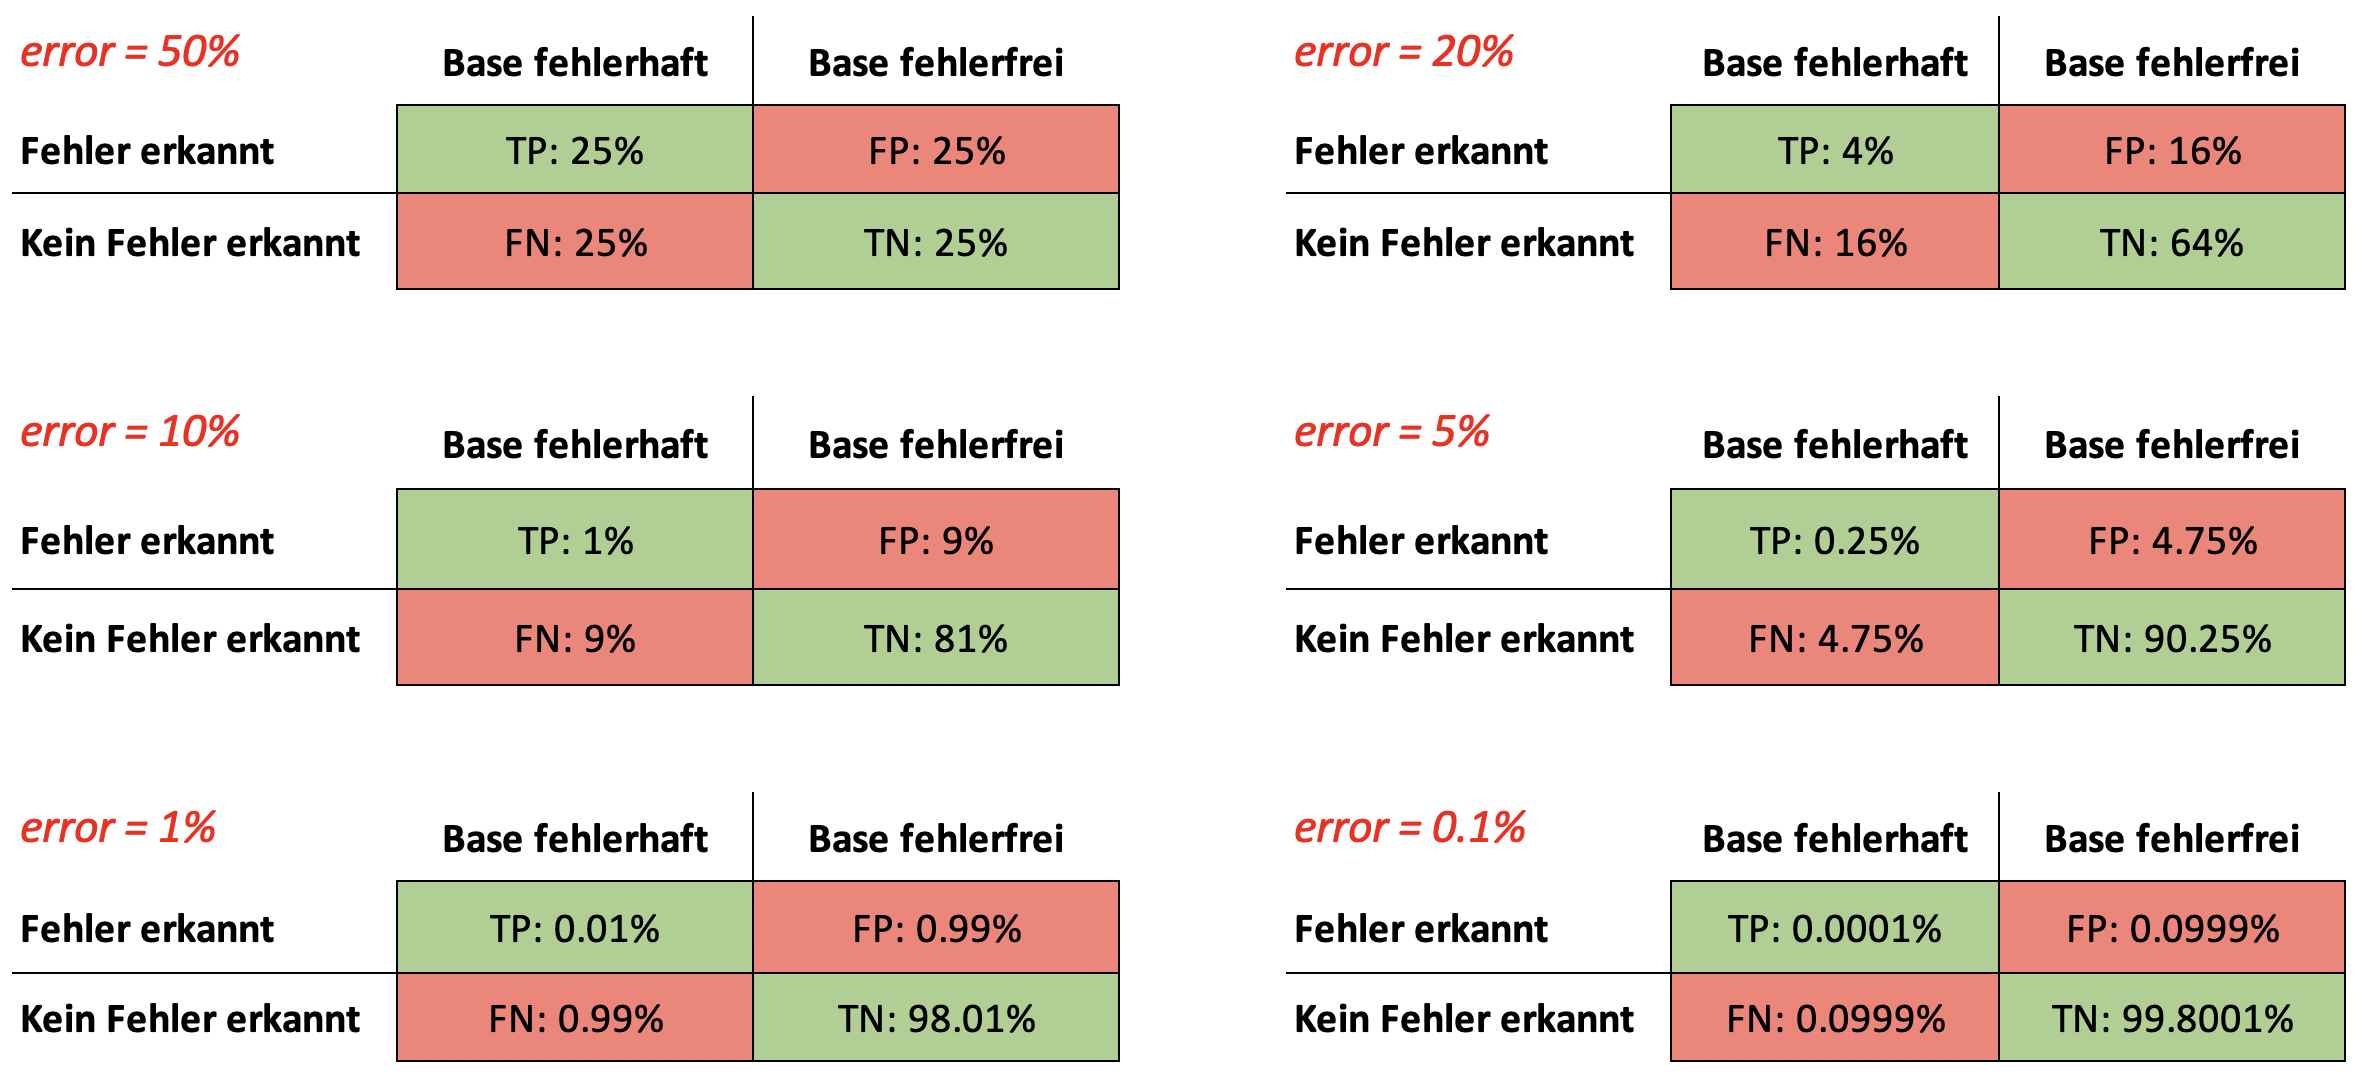 error = 50%
Base fehlerhaft Base fehlerfrei
Fehler erkannt TP: 25% FP: 25%
Kein Fehler erkannt FN: 25% TN: 25%
error = 20%
Base fehlerhaft Base fehlerfrei
Fehler erkannt TP: 4% FP: 16%
Kein Fehler erkannt FN: 16% TN: 64%
error = 10%
Base fehlerhaft Base fehlerfrei
Fehler erkannt TP: 1% FP: 9%
Kein Fehler erkannt FN: 9% TN: 81%
error = 5%
Base fehlerhaft Base fehlerfrei
Fehler erkannt TP: 0.25% FP: 4.75%
Kein Fehler erkannt FN: 4.75% TN: 90.25%
error = 1%
Base fehlerhaft Base fehlerfrei
Fehler erkannt TP: 0.01% FP: 0.99%
Kein Fehler erkannt FN: 0.99% TN: 98.01%
error = 0.1%
Base fehlerhaft Base fehlerfrei
Fehler erkannt TP: 0.0001% FP: 0.0999%
Kein Fehler erkannt FN: 0.0999% TN: 99.8001%